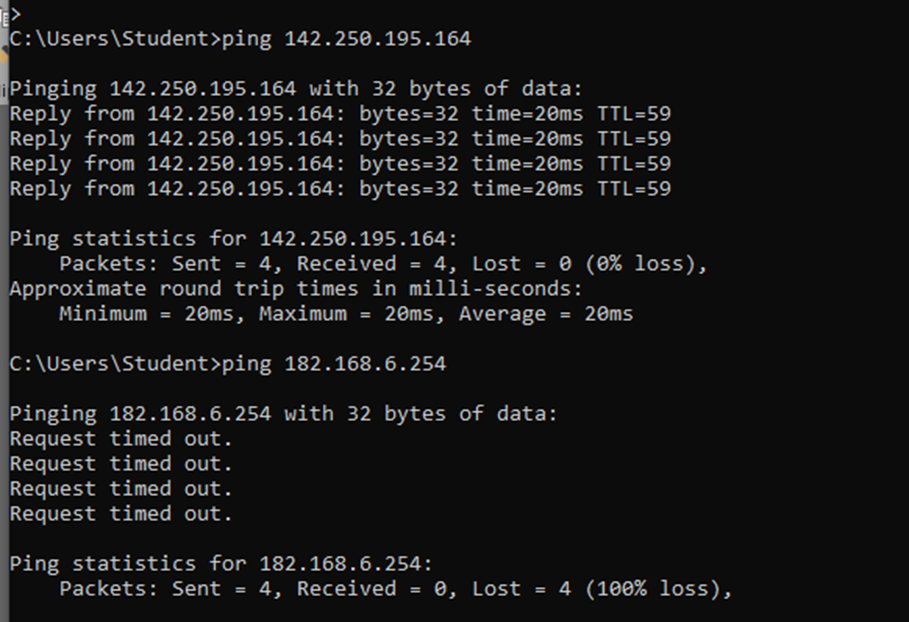 >
C:\Users\Student>ping 142.250.195.164
Pinging 142.250.195.164 with 32 bytes of data:
Reply from 142.250.195.164: bytes=32 time=20ms TTL=59
Reply from 142.250.195.164: bytes=32 time=20ms TTL=59
Reply from 142.250.195.164: bytes=32 time=20ms TTL=59
Reply from 142.250.195.164: bytes=32 time=20ms TTL=59
Ping statistics for 142.250.195.164:
Packets: Sent = 4, Received = 4, Lost = 0 (0% loss),
Approximate round trip times in milli-seconds:
Minimum = 20ms, Maximum = 20ms, Average = 20ms
C:\Users\Student>ping 182.168.6.254
Pinging 182.168.6.254 with 32 bytes of data:
Request timed out.
Request timed out.
Request timed out.
Request timed out.
Ping statistics for 182.168.6.254:
Packets: Sent = 4, Received = 0, Lost = 4 (100% loss),